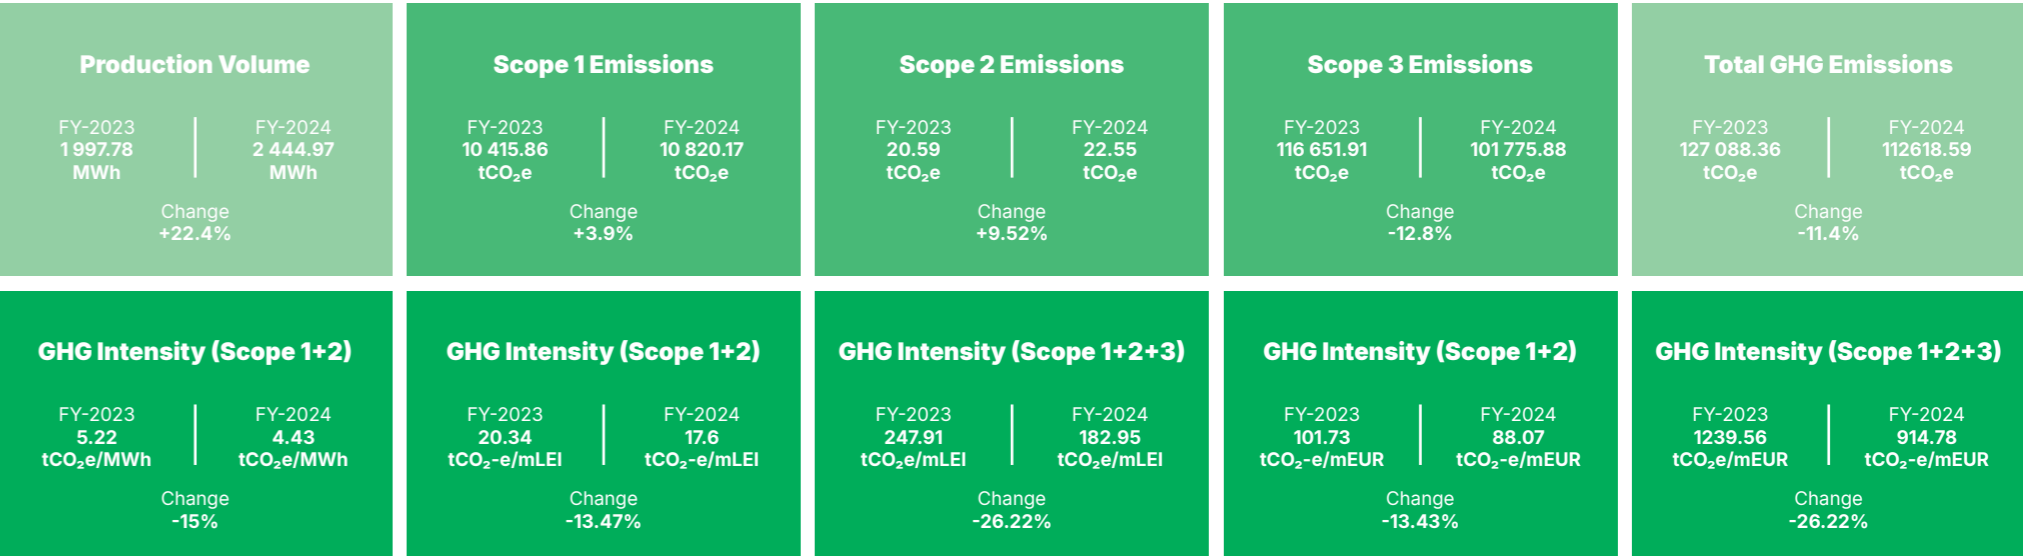 Production Volume
FY-2023
1 997.78
MWh
FY-2024
2 444.97
MWh
Change
+22.4%
Scope 1 Emissions
FY-2023
10 415.86
tCO₂e
FY-2024
10 820.17
tCO₂e
Change
+3.9%
Scope 2 Emissions
FY-2023
20.59
tCO₂e
FY-2024
22.55
tCO₂e
Change
+9.52%
Scope 3 Emissions
FY-2023
116 651.91
tCO₂e
FY-2024
101 775.88
tCO₂e
Change
-12.8%
Total GHG Emissions
FY-2023
127 088.36
tCO₂e
FY-2024
112618.59
tCO₂e
Change
-11.4%
GHG Intensity (Scope 1+2)
FY-2023
5.22
tCO₂e/MWh
FY-2024
4.43
tCO₂e/MWh
Change
-15%
GHG Intensity (Scope 1+2)
FY-2023
20.34
tCO₂-e/mLEI
FY-2024
17.6
tCO₂-e/mLEI
Change
-13.47%
GHG Intensity (Scope 1+2+3)
FY-2023
247.91
tCO₂e/mLEI
FY-2024
182.95
tCO₂e/mLEI
Change
-26.22%
GHG Intensity (Scope 1+2)
FY-2023
101.73
tCO₂-e/mEUR
FY-2024
88.07
tCO₂-e/mEUR
Change
-13.43%
GHG Intensity (Scope 1+2+3)
FY-2023
1239.56
tCO₂e/mEUR
FY-2024
914.78
tCO₂-e/mEUR
Change
-26.22%